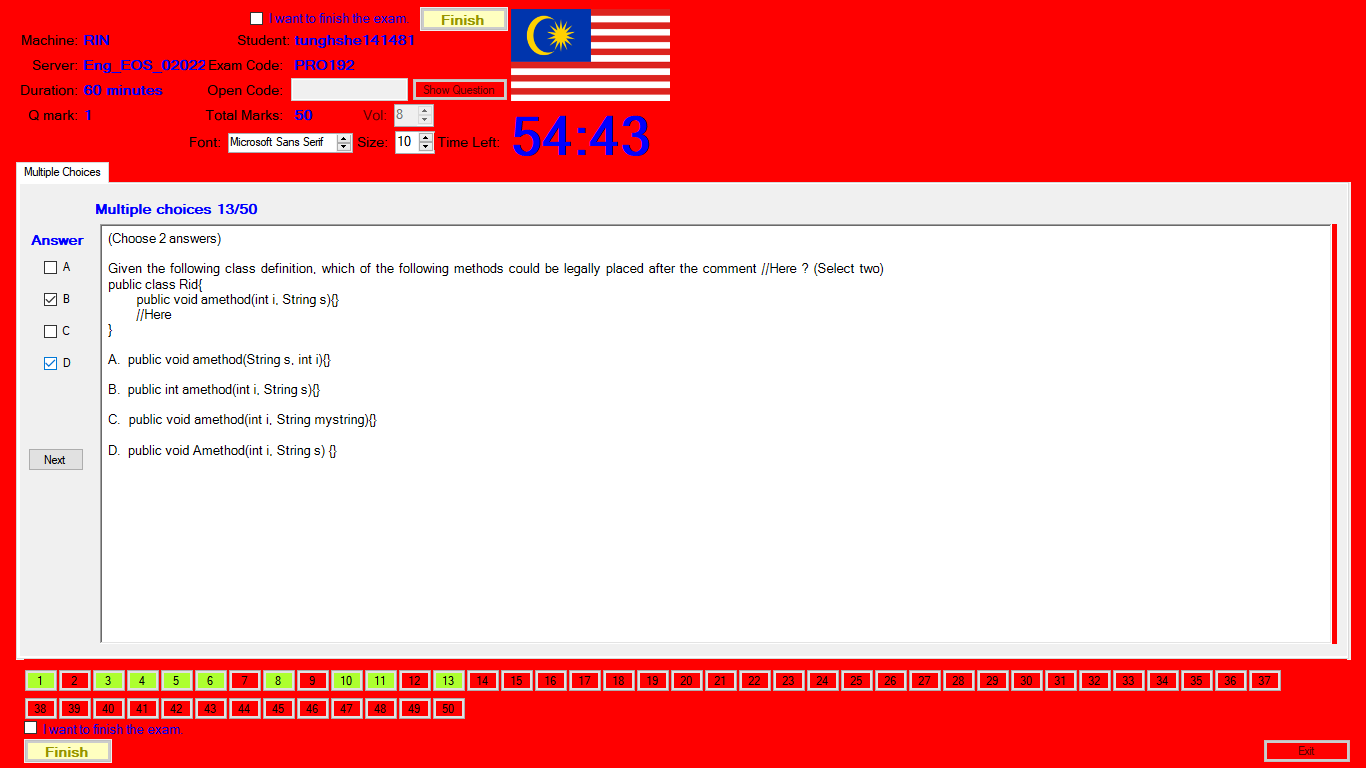 I want to finish the exam. Finish
Machine: RIN Student: tunghshe141481
Server: Eng_EOS_02022 Exam Code: PRO192
Duration: 60 minutes Open Code: Show Question
Q mark: 1 Total Marks: 50 Vol: 8
Font: Microsoft Sans Serif Size: 10 Time Left: 54:43
Multiple Choices
Multiple choices 13/50
Answer
A
B
C
D
Next
(Choose 2 answers)
Given the following class definition, which of the following methods could be legally placed after the comment //Here ? (Select two)
public class Rid{
public void amethod(int i, String s){}
//Here
}
A. public void amethod(String s, int i){}
B. public int amethod(int i, String s){}
C. public void amethod(int i, String mystring){}
D. public void Amethod(int i, String s) {}
1 2 3 4 5 6 7 8 9 10 11 12 13 14 15 16 17 18 19 20 21 22 23 24 25 26 27 28 29 30 31 32 33 34 35 36 37
38 39 40 41 42 43 44 45 46 47 48 49 50
I want to finish the exam.
Finish Exit